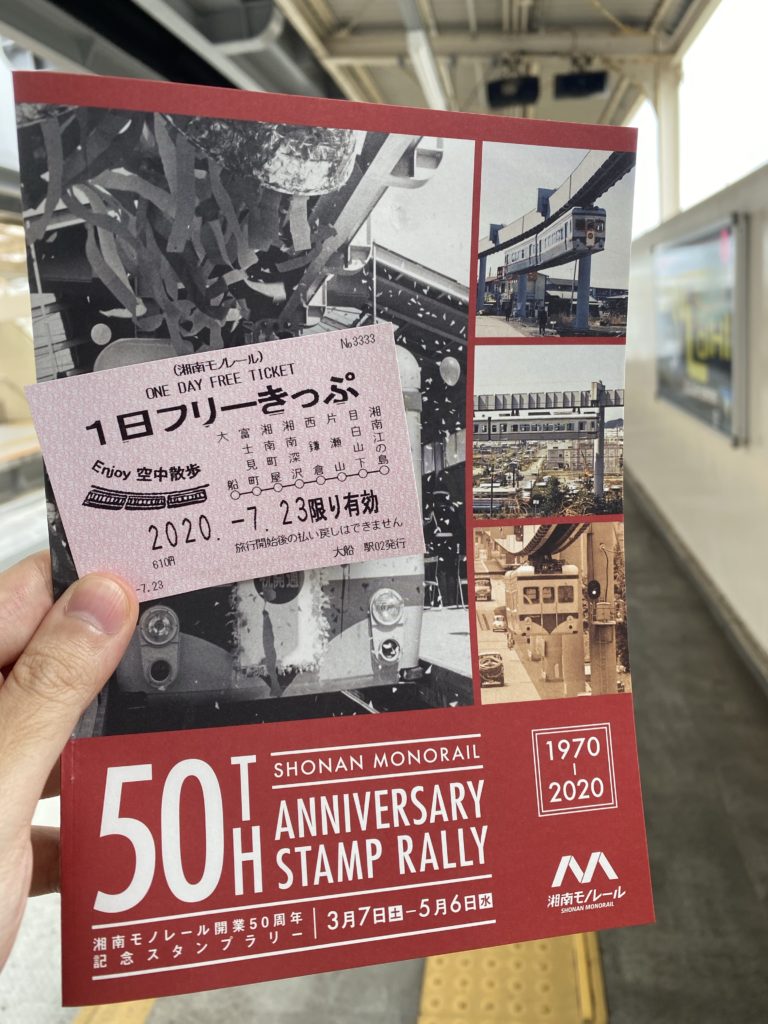 (湘南モノレール)
No3333
ONE DAY FREE TICKET
1日フリーきっぷ
大船
富士見町
湘南町屋
湘南深沢
西鎌倉
片瀬山
目白山下
湘南江の島
Enjoy 空中散歩
2020.-7.23限り有効
旅行開始後の払い戻しはできません
610円
大船 駅02発行
-7.23
50TH
SHONAN MONORAIL
ANNIVERSARY
STAMP RALLY
1970
2020
湘南モノレール開業50周年
記念スタンプラリー
3月7日土-5月6日水
湘南モノレール
SHONAN MONORAIL